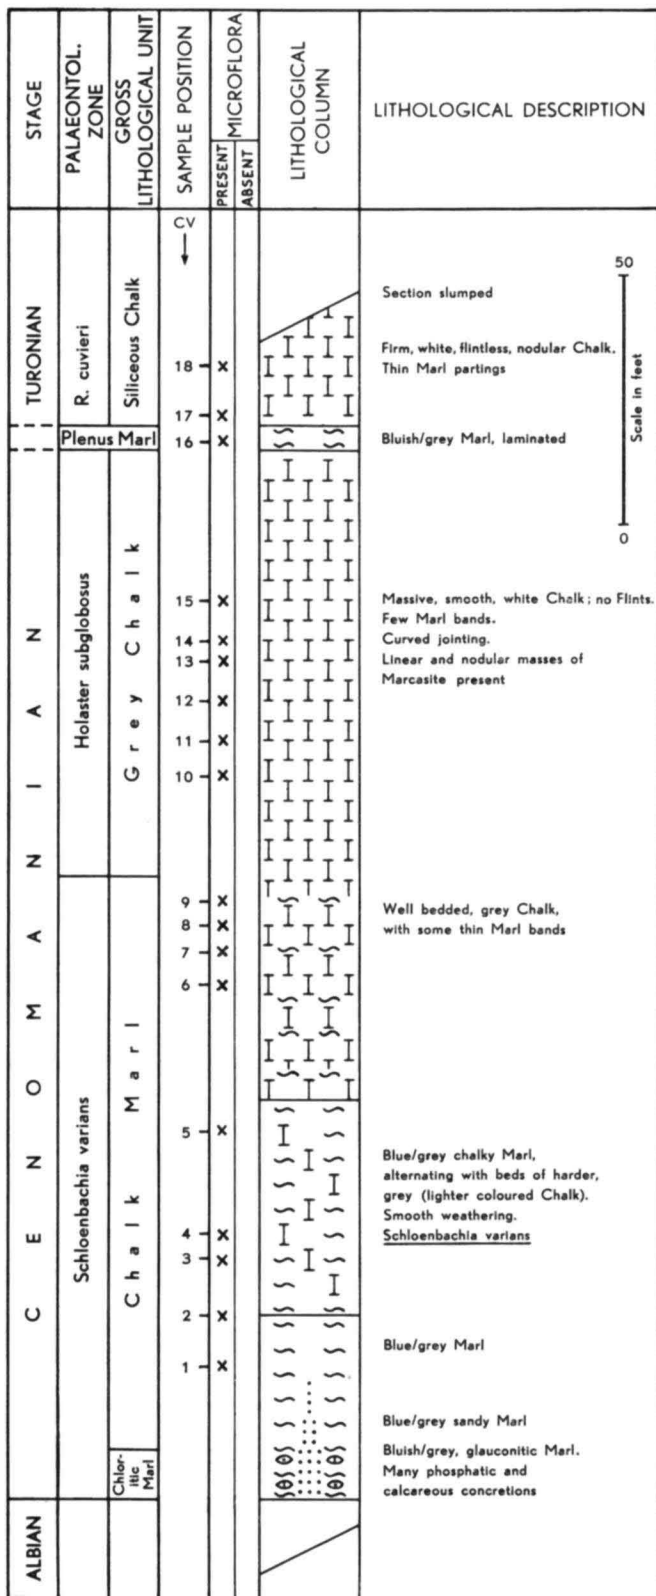 STAGE
PALAEONTOL. ZONE
GROSS LITHOLOGICAL UNIT
SAMPLE POSITION
MICROFLORA
PRESENT
ABSENT
LITHOLOGICAL COLUMN
LITHOLOGICAL DESCRIPTION
CV
TURONIAN
R. cuvieri
Siliceous Chalk
Section slumped
50
Firm, white, flintless, nodular Chalk.
18 x
Thin Marl partings
17 x
Scale in feet
Plenus Marl
16 x
Bluish/grey Marl, laminated
0
CENOMANNIAN
Holaster subglobosus
Grey Chalk
15 x
Massive, smooth, white Chalk; no Flints.
Few Marl bands.
14 x
Curved jointing.
13 x
Linear and nodular masses of
Marcasite present
12 x
11 x
10 x
Schloenbachia varians
Chalk Marl
9 x
Well bedded, grey Chalk,
8 x
with some thin Marl bands
7 x
6 x
5 x
Blue/grey chalky Marl,
alternating with beds of harder,
grey (lighter coloured Chalk).
Smooth weathering.
4 x
Schloenbachia varians
3 x
2 x
Blue/grey Marl
1 x
Blue/grey sandy Marl
Chlor-
itic
Marl
Bluish/grey, glauconitic Marl.
Many phosphatic and
calcareous concretions
ALBIAN